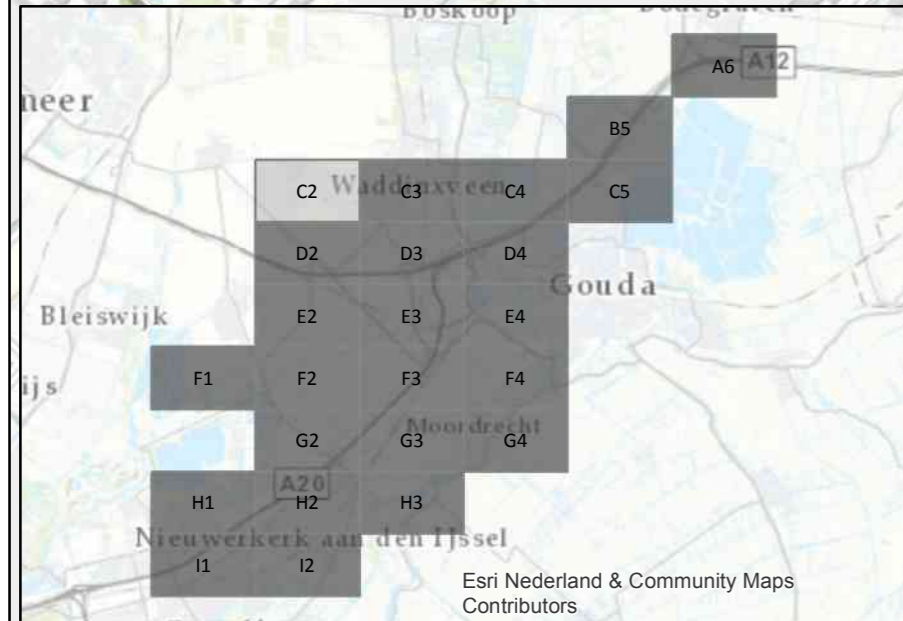 Boskoop
Bodegraven
A6 A12
meer
B5
C2 Waddinxveen C3 C4 C5
D2 D3 D4
Gouda
Bleiswijk E2 E3 E4
ijs F1 F2 F3 F4
Moordrecht
G2 G3 G4
A20
H1 H2 H3
Nieuwerkerk aan den IJssel
I1 I2
Esri Nederland & Community Maps
Contributors